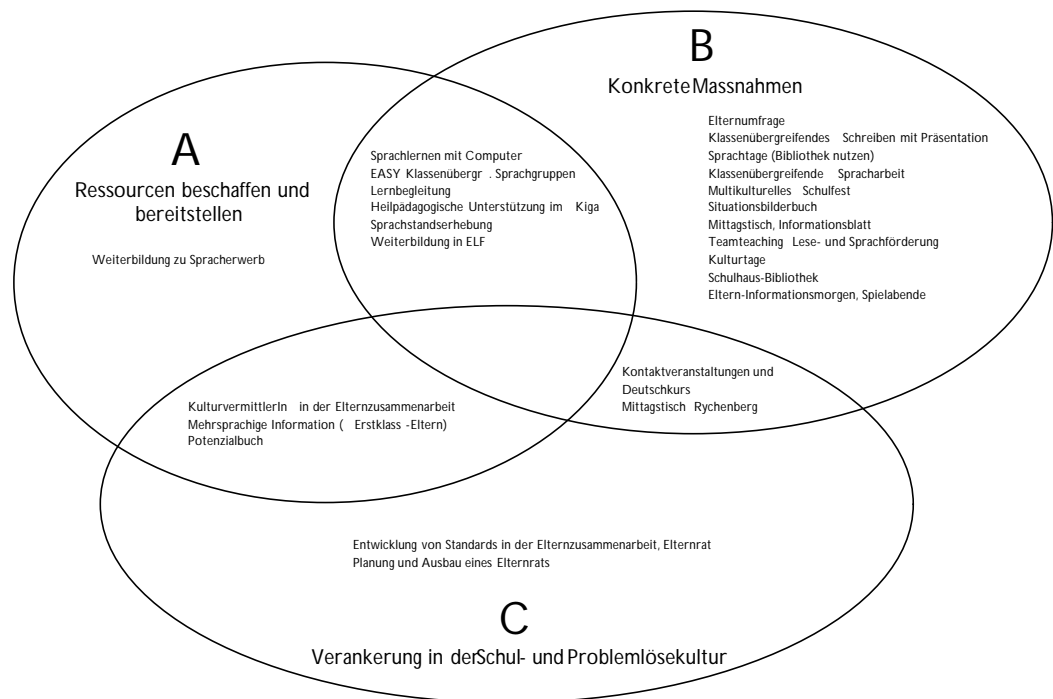 B
Konkrete Massnahmen
Elternumfrage
Klassenübergreifendes Schreiben mit Präsentation
Sprachtage (Bibliothek nutzen)
Klassenübergreifende Spracharbeit
Multikulturelles Schulfest
Situationsbilderbuch
Mittagstisch, Informationsblatt
Teamteaching Lese- und Sprachförderung
Kulturtage
Schulhaus-Bibliothek
Eltern-Informationsmorgen, Spielabende
A
Ressourcen beschaffen und
bereitstellen
Weiterbildung zu Spracherwerb
Sprachlernen mit Computer
EASY Klassenübergr . Sprachgruppen
Lernbegleitung
Heilpädagogische Unterstützung im Kiga
Sprachstandserhebung
Weiterbildung in ELF
Kontaktveranstaltungen und
Deutschkurs
Mittagstisch Rychenberg
KulturvermittlerIn in der Elternzusammenarbeit
Mehrsprachige Information ( Erstklass -Eltern)
Potenzialbuch
Entwicklung von Standards in der Elternzusammenarbeit, Elternrat
Planung und Ausbau eines Elternrats
C
Verankerung in derSchul- und Problemlösekultur